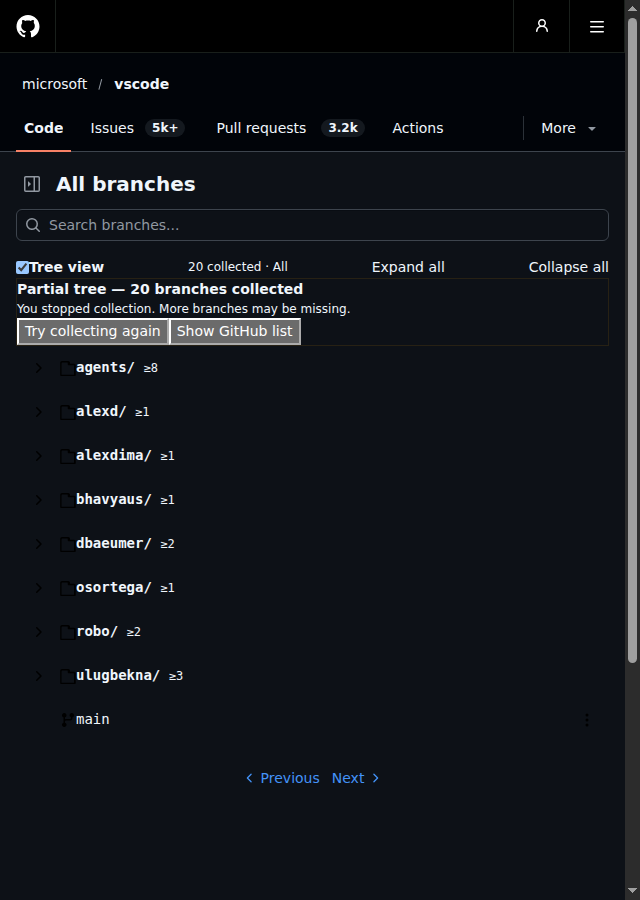 microsoft / vscode
Code Issues 5k+ Pull requests 3.2k Actions More
All branches
Search branches...
Tree view 20 collected · All Expand all Collapse all
Partial tree — 20 branches collected
You stopped collection. More branches may be missing.
Try collecting again Show GitHub list
agents/ ≥8
alexd/ ≥1
alexdima/ ≥1
bhavyaus/ ≥1
dbaeumer/ ≥2
osortega/ ≥1
robo/ ≥2
ulugbekna/ ≥3
main
Previous Next